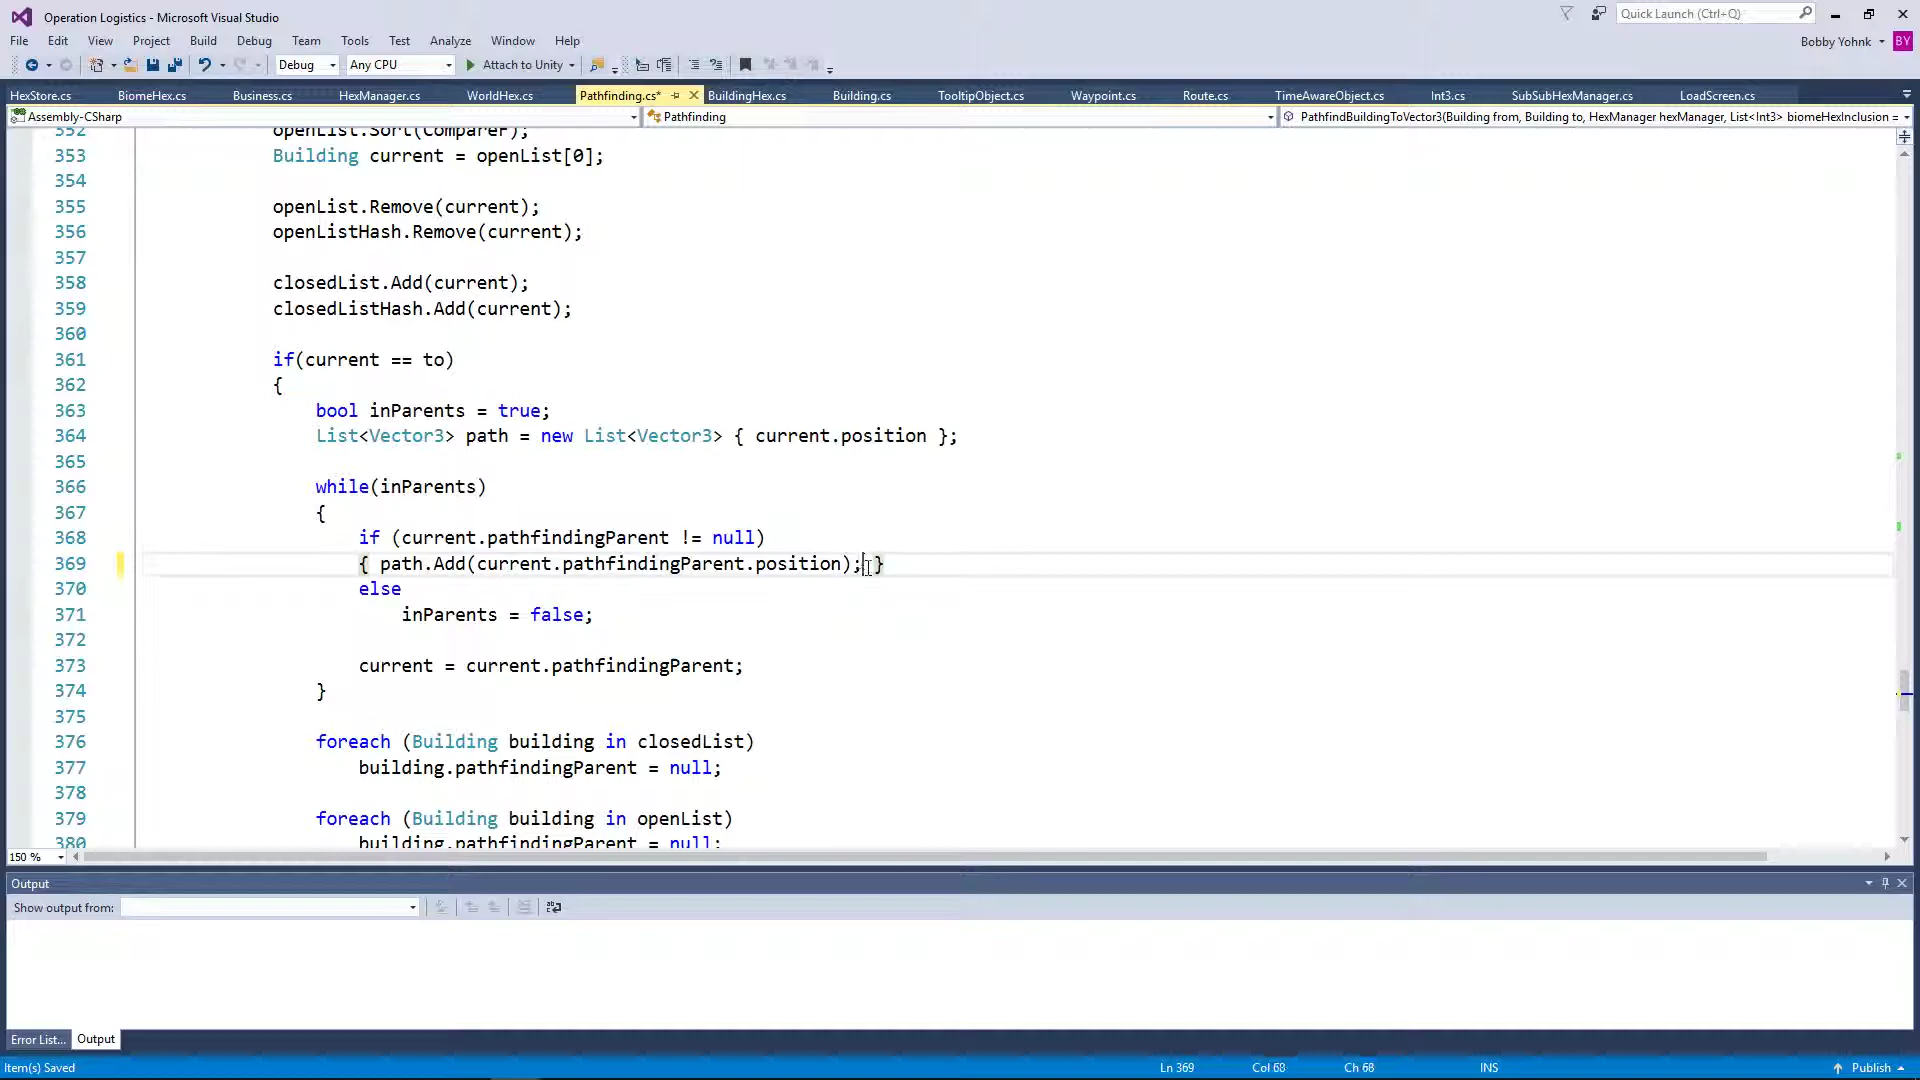 Operation Logistics - Microsoft Visual Studio
Quick Launch (Ctrl+Q)
File Edit View Project Build Debug Team Tools Test Analyze Window Help
Bobby Yohnk BY
Debug Any CPU Attach to Unity
HexStore.cs BiomeHex.cs Business.cs HexManager.cs WorldHex.cs Pathfinding.cs* BuildingHex.cs Building.cs TooltipObject.cs Waypoint.cs Route.cs TimeAwareObject.cs Int3.cs SubSubHexManager.cs LoadScreen.cs
Assembly-CSharp Pathfinding PathfindBuildingToVector3(Building from, Building to, HexManager hexManager, List<Int3> biomeHexInclusion =
352 openList.Sort(CompareF);
353 Building current = openList[0];
354
355 openList.Remove(current);
356 openListHash.Remove(current);
357
358 closedList.Add(current);
359 closedListHash.Add(current);
360
361 if(current == to)
362 {
363 bool inParents = true;
364 List<Vector3> path = new List<Vector3> { current.position };
365
366 while(inParents)
367 {
368 if (current.pathfindingParent != null)
369 { path.Add(current.pathfindingParent.position); }
370 else
371 inParents = false;
372
373 current = current.pathfindingParent;
374 }
375
376 foreach (Building building in closedList)
377 building.pathfindingParent = null;
378
379 foreach (Building building in openList)
380 building.pathfindingParent = null;
150 %
Output
Show output from:
Error List... Output
Item(s) Saved Ln 369 Col 68 Ch 68 INS Publish